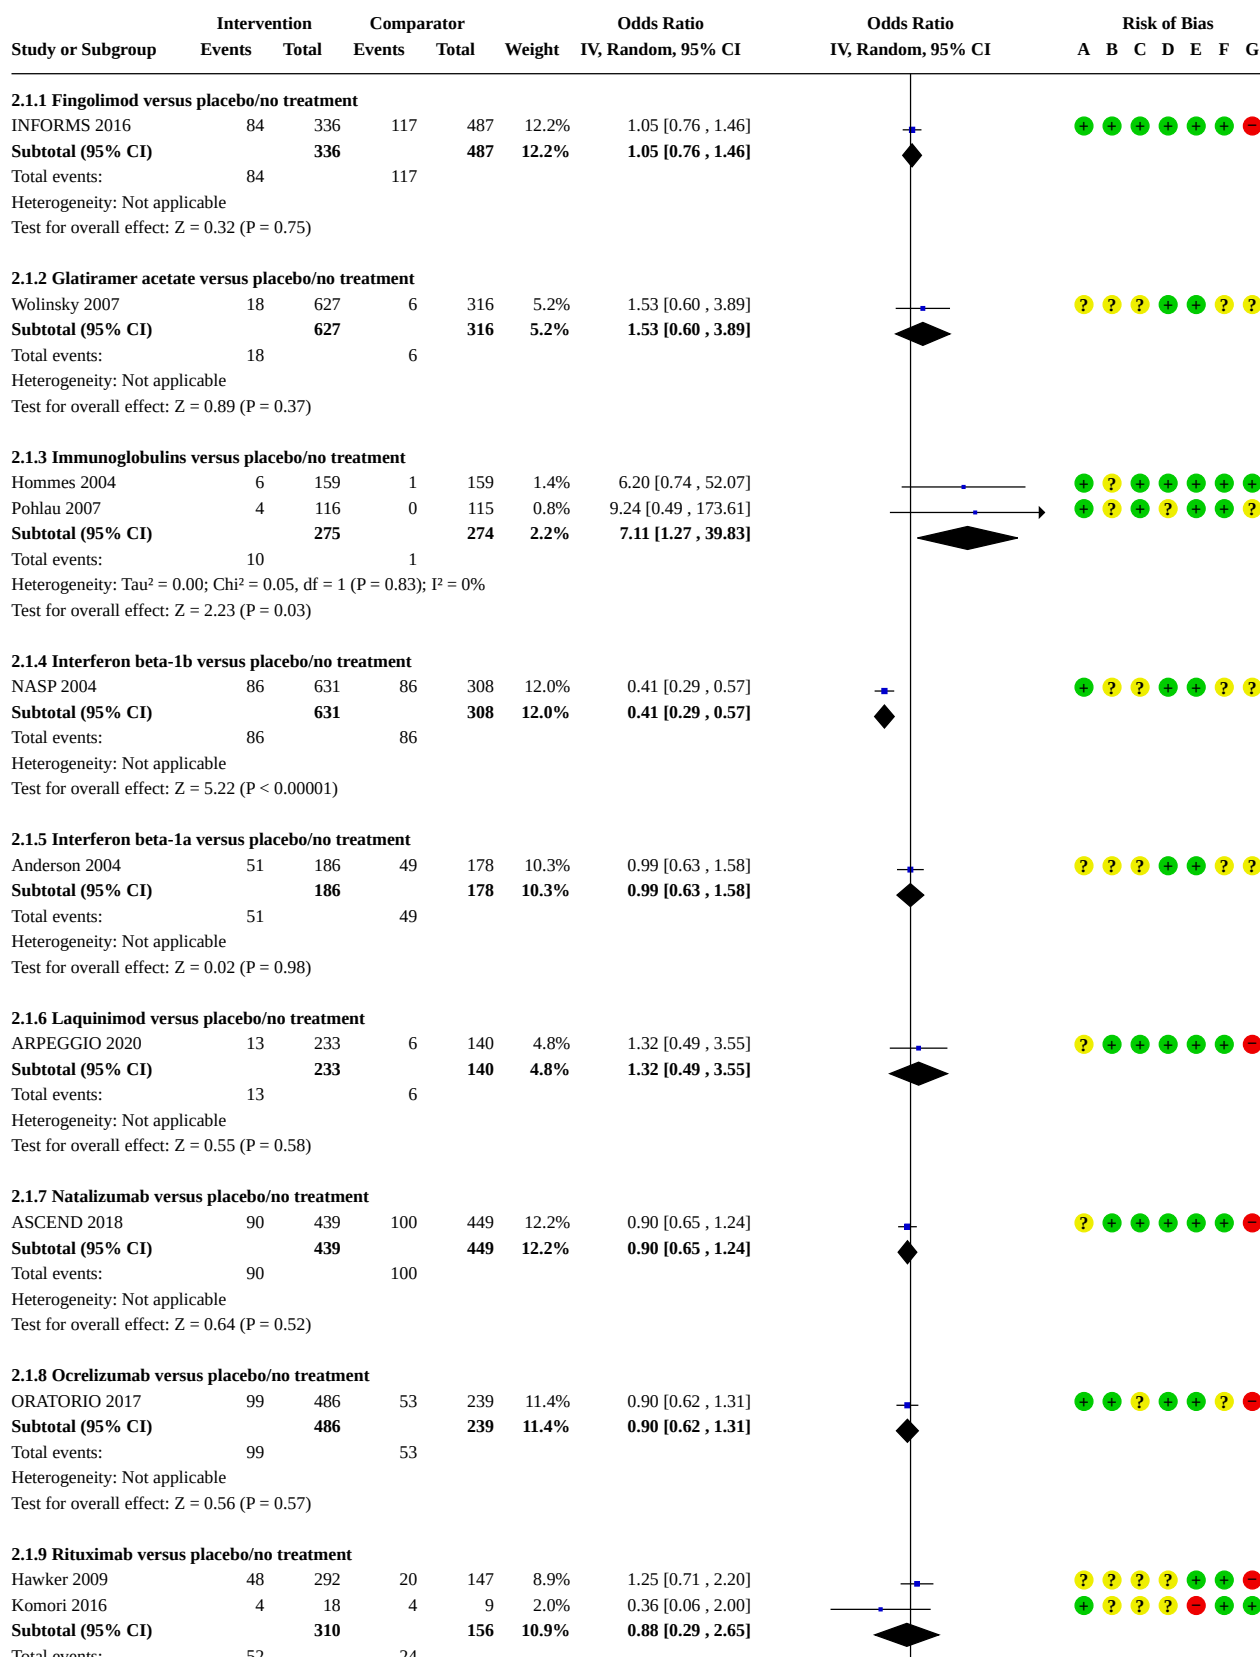 Intervention Comparator Odds Ratio Odds Ratio Risk of Bias
Study or Subgroup Events Total Events Total Weight IV, Random, 95% CI IV, Random, 95% CI A B C D E F G
2.1.1 Fingolimod versus placebo/no treatment
INFORMS 2016 84 336 117 487 12.2% 1.05 [0.76 , 1.46] + + + + + + −
Subtotal (95% CI) 336 487 12.2% 1.05 [0.76 , 1.46]
Total events: 84 117
Heterogeneity: Not applicable
Test for overall effect: Z = 0.32 (P = 0.75)
2.1.2 Glatiramer acetate versus placebo/no treatment
Wolinsky 2007 18 627 6 316 5.2% 1.53 [0.60 , 3.89] ? ? ? + + ? ?
Subtotal (95% CI) 627 316 5.2% 1.53 [0.60 , 3.89]
Total events: 18 6
Heterogeneity: Not applicable
Test for overall effect: Z = 0.89 (P = 0.37)
2.1.3 Immunoglobulins versus placebo/no treatment
Hommes 2004 6 159 1 159 1.4% 6.20 [0.74 , 52.07] + ? + + + + +
Pohlau 2007 4 116 0 115 0.8% 9.24 [0.49 , 173.61] + ? + ? + + ?
Subtotal (95% CI) 275 274 2.2% 7.11 [1.27 , 39.83]
Total events: 10 1
Heterogeneity: Tau² = 0.00; Chi² = 0.05, df = 1 (P = 0.83); I² = 0%
Test for overall effect: Z = 2.23 (P = 0.03)
2.1.4 Interferon beta-1b versus placebo/no treatment
NASP 2004 86 631 86 308 12.0% 0.41 [0.29 , 0.57] + ? ? + + ? ?
Subtotal (95% CI) 631 308 12.0% 0.41 [0.29 , 0.57]
Total events: 86 86
Heterogeneity: Not applicable
Test for overall effect: Z = 5.22 (P < 0.00001)
2.1.5 Interferon beta-1a versus placebo/no treatment
Anderson 2004 51 186 49 178 10.3% 0.99 [0.63 , 1.58] ? ? ? + + ? ?
Subtotal (95% CI) 186 178 10.3% 0.99 [0.63 , 1.58]
Total events: 51 49
Heterogeneity: Not applicable
Test for overall effect: Z = 0.02 (P = 0.98)
2.1.6 Laquinimod versus placebo/no treatment
ARPEGGIO 2020 13 233 6 140 4.8% 1.32 [0.49 , 3.55] ? + + + + + −
Subtotal (95% CI) 233 140 4.8% 1.32 [0.49 , 3.55]
Total events: 13 6
Heterogeneity: Not applicable
Test for overall effect: Z = 0.55 (P = 0.58)
2.1.7 Natalizumab versus placebo/no treatment
ASCEND 2018 90 439 100 449 12.2% 0.90 [0.65 , 1.24] ? + + + + + −
Subtotal (95% CI) 439 449 12.2% 0.90 [0.65 , 1.24]
Total events: 90 100
Heterogeneity: Not applicable
Test for overall effect: Z = 0.64 (P = 0.52)
2.1.8 Ocrelizumab versus placebo/no treatment
ORATORIO 2017 99 486 53 239 11.4% 0.90 [0.62 , 1.31] + + ? + + ? −
Subtotal (95% CI) 486 239 11.4% 0.90 [0.62 , 1.31]
Total events: 99 53
Heterogeneity: Not applicable
Test for overall effect: Z = 0.56 (P = 0.57)
2.1.9 Rituximab versus placebo/no treatment
Hawker 2009 48 292 20 147 8.9% 1.25 [0.71 , 2.20] ? ? ? ? + + −
Komori 2016 4 18 4 9 2.0% 0.36 [0.06 , 2.00] + ? ? ? − + +
Subtotal (95% CI) 310 156 10.9% 0.88 [0.29 , 2.65]
Total events: 52 24